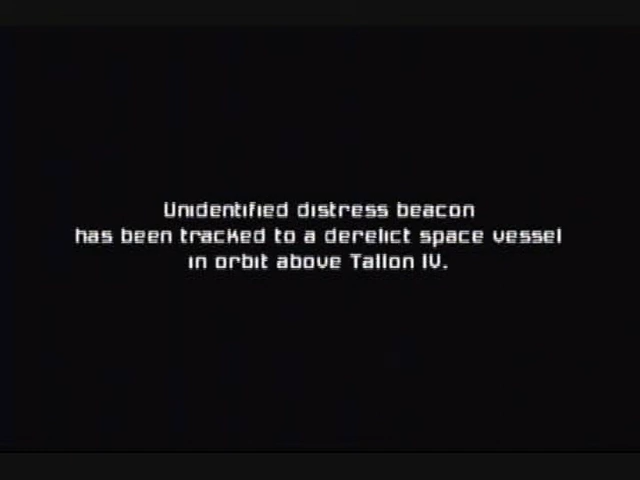 Unidentified distress beacon
has been tracked to a derelict space vessel
in orbit above Tallon IV.